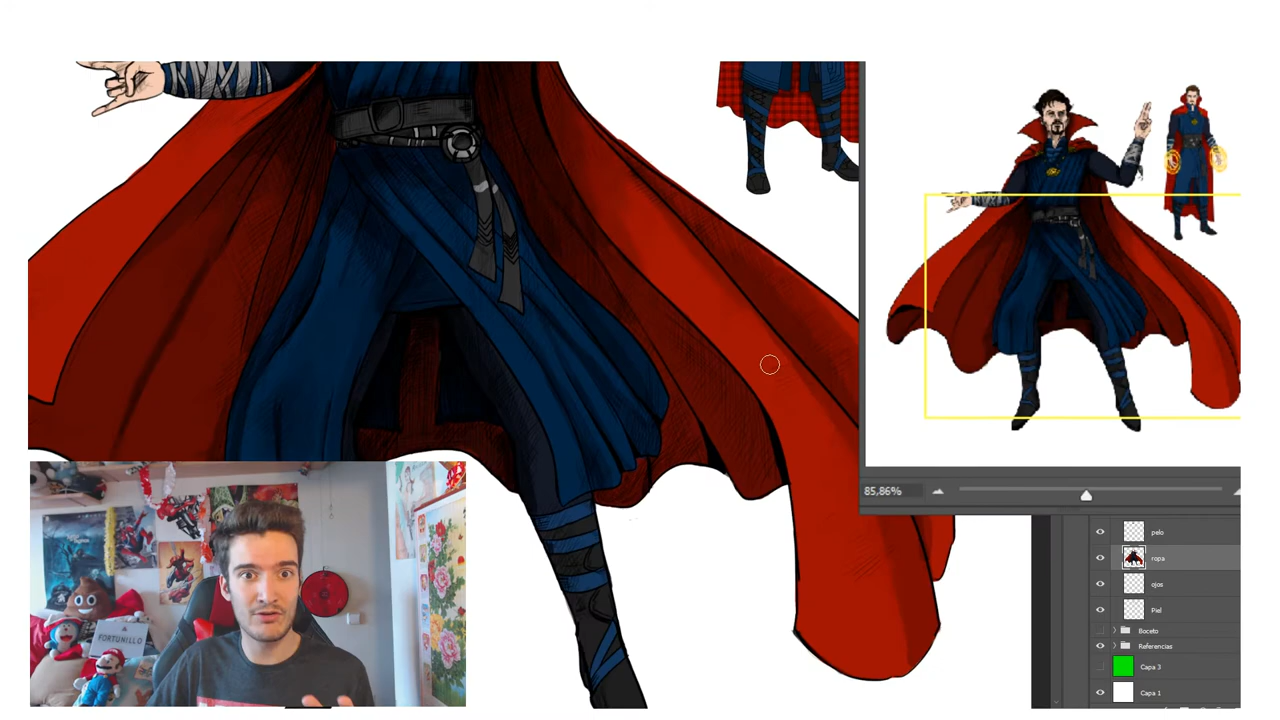 85,86%
pelo
ropa
ojos
Piel
Boceto
Referencias
Capa 3
Capa 1
FORTUNILLO